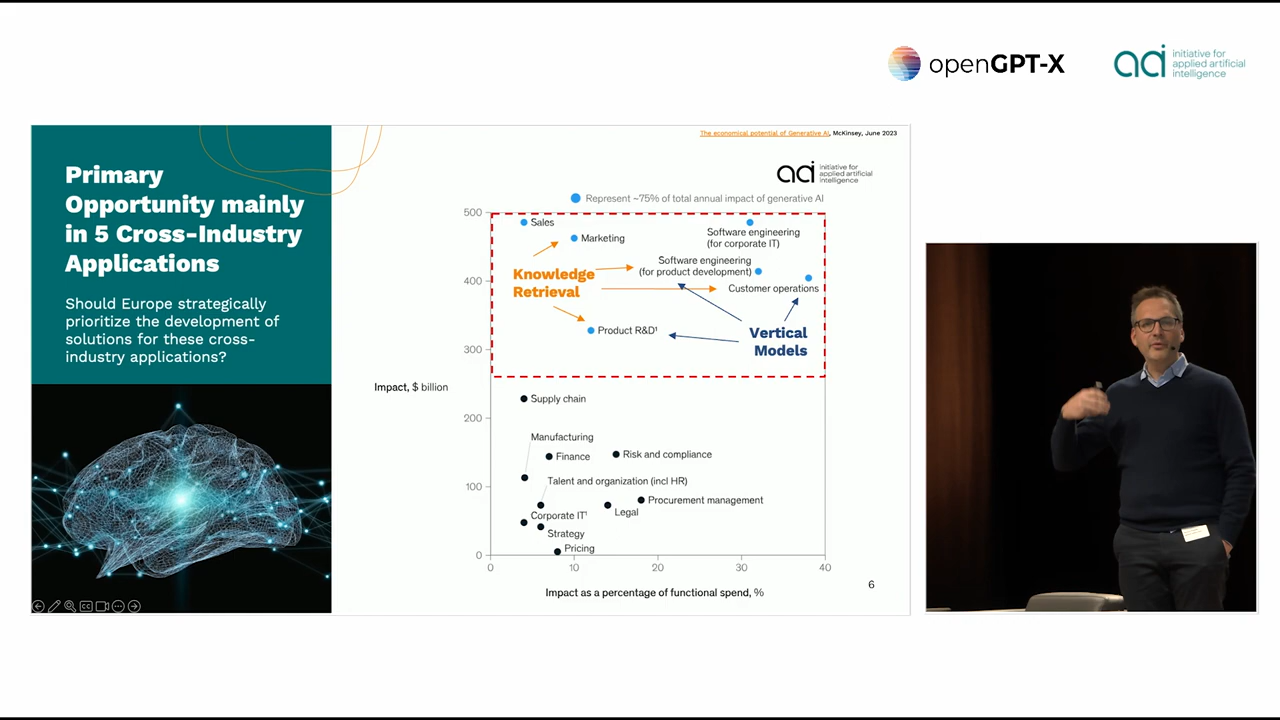 openGPT-X
aai initiative for
applied artificial
intelligence
The economical potential of Generative AI, McKinsey, June 2023
Primary
Opportunity mainly
in 5 Cross-Industry
Applications
Should Europe strategically
prioritize the development of
solutions for these cross-
industry applications?
aai initiative for
applied artificial
intelligence
Represent ~75% of total annual impact of generative AI
500
Sales
Marketing
Software engineering
(for corporate IT)
Software engineering
(for product development)
400
Knowledge
Retrieval
Customer operations
Product R&D¹
Vertical
Models
300
Impact, $ billion
Supply chain
200
Manufacturing
Finance
Risk and compliance
Talent and organization (incl HR)
100
Procurement management
Corporate IT¹
Legal
Strategy
Pricing
0
0 10 20 30 40
Impact as a percentage of functional spend, %
6
CC